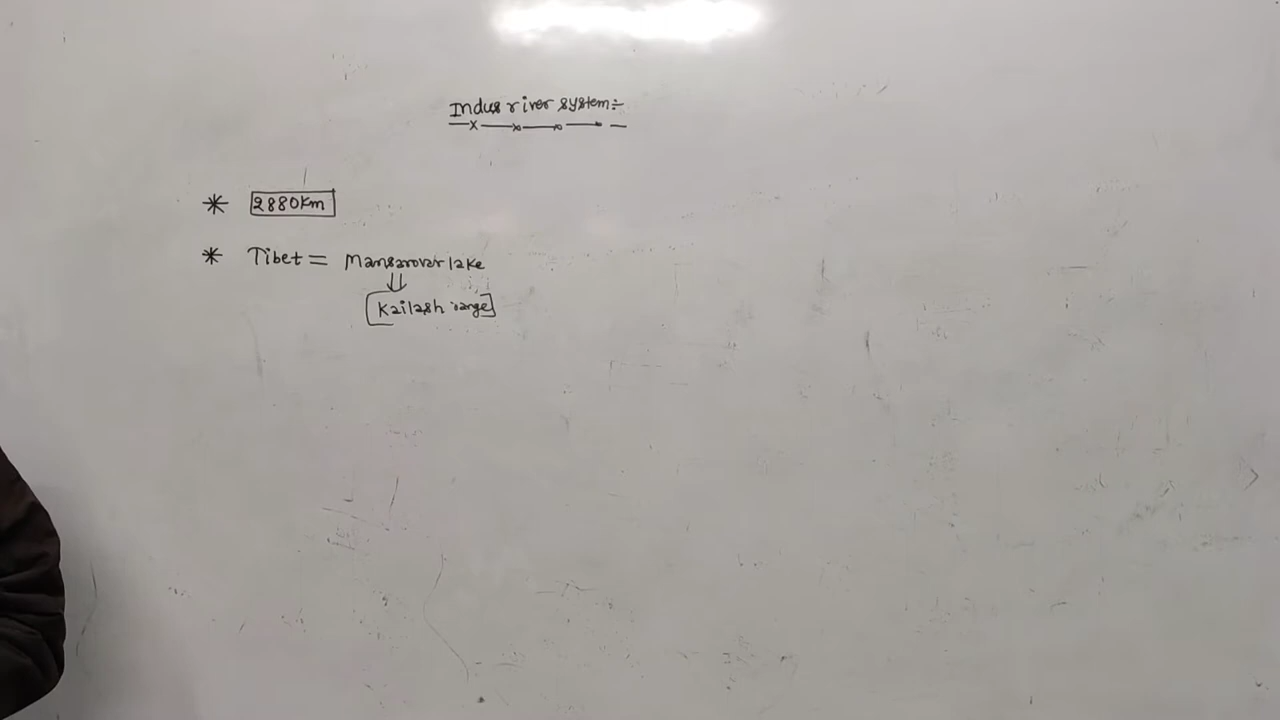 Indus river system:-
* 2880Km
* Tibet = Mansarovar lake
⇓
Kailash range